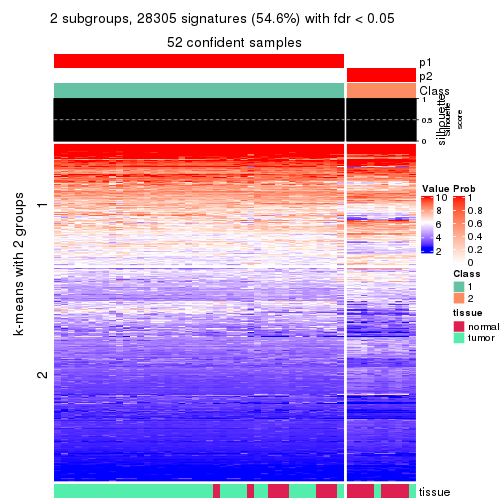 2 subgroups, 28305 signatures (54.6%) with fdr < 0.05
52 confident samples
p1
p2
Class
silhouette
Silhouette
score
1
0.5
0
k-means with 2 groups
1
2
Value
10
8
6
4
2
Prob
1
0.8
0.6
0.4
0.2
0
Class
1
2
tissue
normal
tumor
tissue